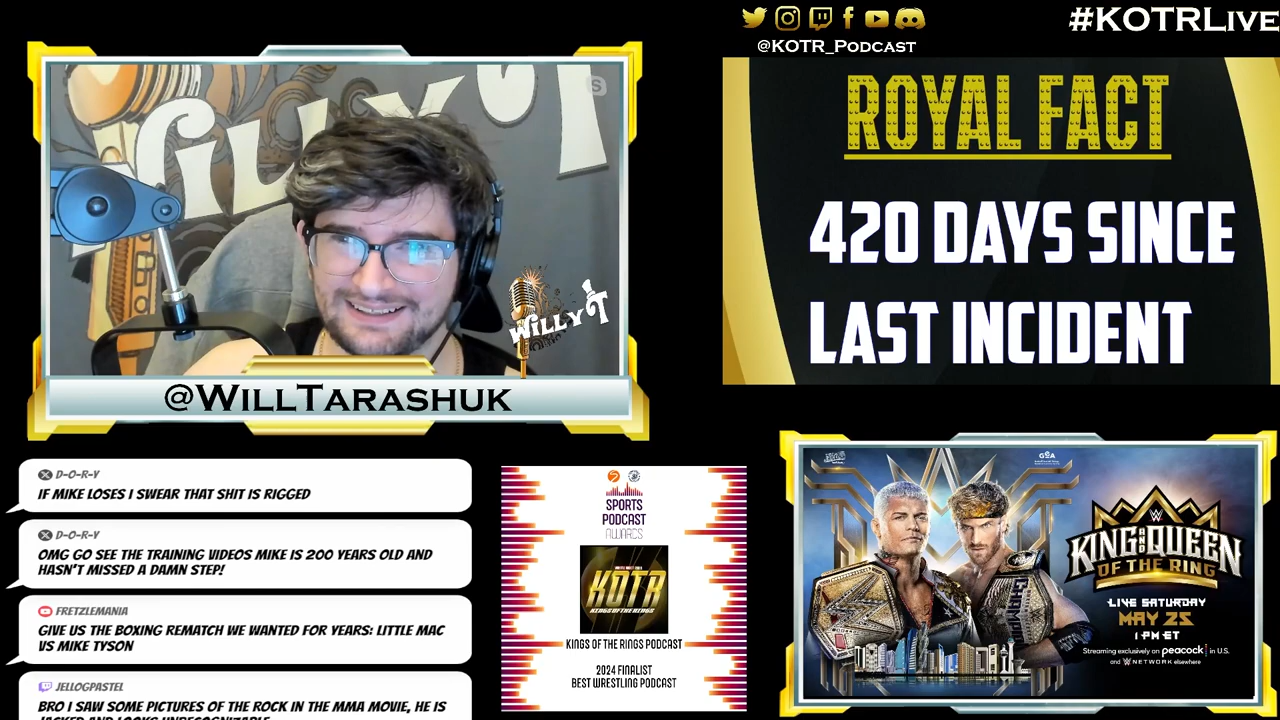 #KOTRLive
@KOTR_Podcast
Willy T
S
Willy T
@WillTarashuk
ROYAL FACT
420 DAYS SINCE
LAST INCIDENT
D-O-R-Y
IF MIKE LOSES I SWEAR THAT SHIT IS RIGGED
D-O-R-Y
OMG GO SEE THE TRAINING VIDEOS MIKE IS 200 YEARS OLD AND
HASN'T MISSED A DAMN STEP!
FRETZLEMANIA
GIVE US THE BOXING REMATCH WE WANTED FOR YEARS: LITTLE MAC
VS MIKE TYSON
JELLOGPASTEL
BRO I SAW SOME PICTURES OF THE ROCK IN THE MMA MOVIE, HE IS
JACKED AND LOOKS UNRECOGNIZABLE
SPORTS
PODCAST
AWARDS
KOTR
KINGS OF THE RINGS
KINGS OF THE RINGS PODCAST
2024 FINALIST
BEST WRESTLING PODCAST
W
KING AND QUEEN
OF THE RING
LIVE SATURDAY
MAY 25
1 PM ET
Streaming exclusively on peacock in U.S.
and W NETWORK elsewhere